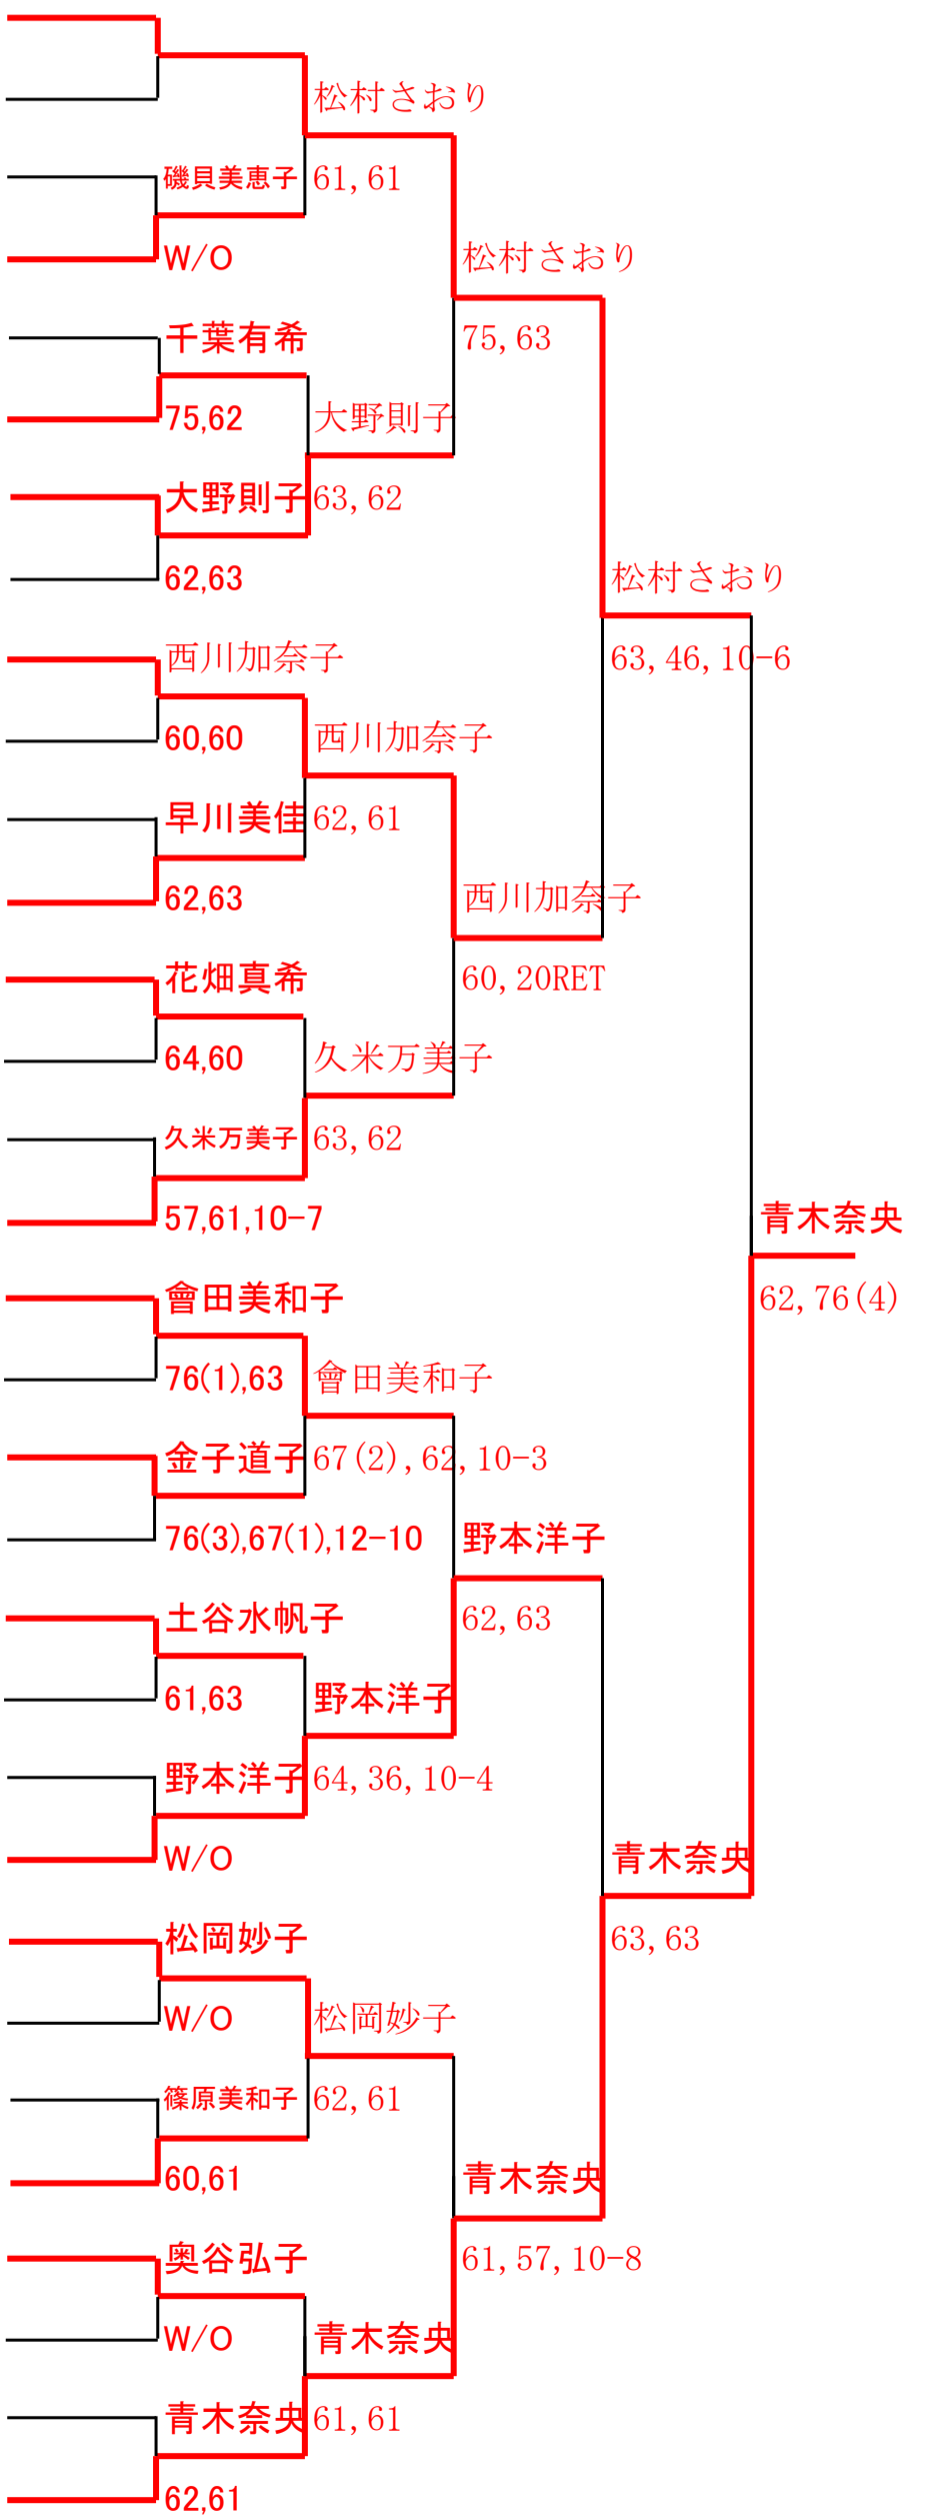 松村さおり
磯貝美恵子
61,61
W/O
松村さおり
千葉有希
75,63
75,62
大野則子
大野則子
63,62
62,63
松村さおり
西川加奈子
63,46,10-6
60,60
西川加奈子
早川美佳
62,61
62,63
西川加奈子
花畑真希
60,20RET
64,60
久米万美子
久米万美子
63,62
57,61,10-7
青木奈央
會田美和子
62,76(4)
76(1),63
會田美和子
金子道子
67(2),62,10-3
76(3),67(1),12-10
野本洋子
土谷水帆子
62,63
61,63
野本洋子
野本洋子
64,36,10-4
W/O
青木奈央
松岡妙子
63,63
W/O
松岡妙子
篠原美和子
62,61
60,61
青木奈央
奥谷弘子
61,57,10-8
W/O
青木奈央
青木奈央
61,61
62,61